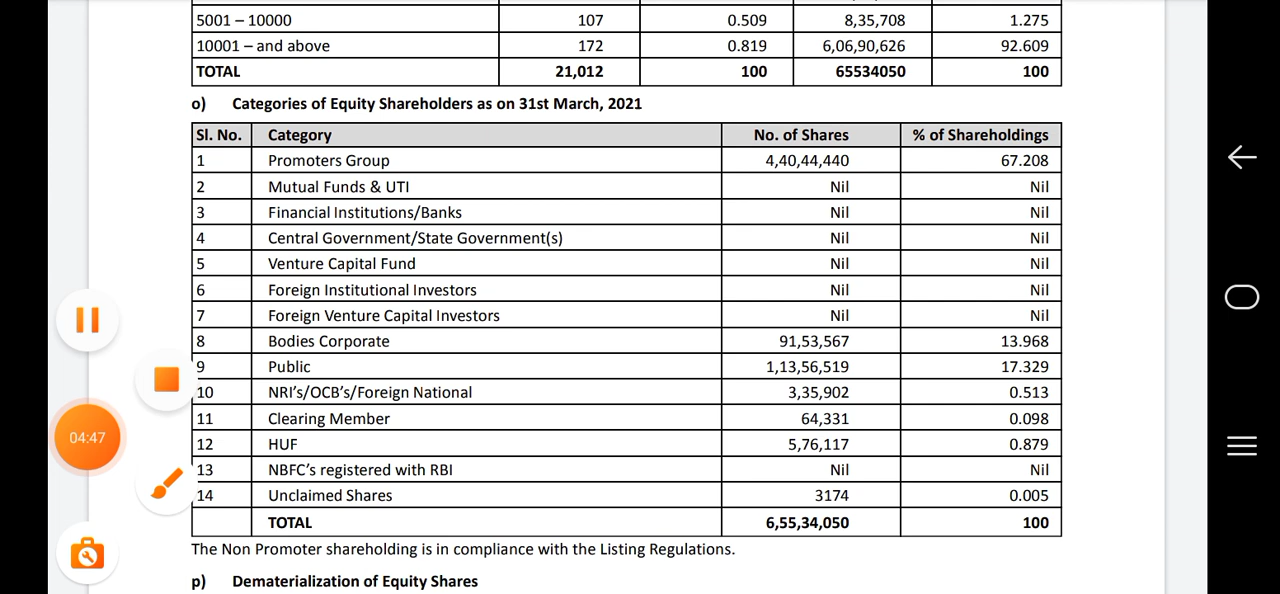 5001 – 10000 107 0.509 8,35,708 1.275
10001 – and above 172 0.819 6,06,90,626 92.609
TOTAL 21,012 100 65534050 100
o) Categories of Equity Shareholders as on 31st March, 2021
Sl. No. Category No. of Shares % of Shareholdings
1 Promoters Group 4,40,44,440 67.208
2 Mutual Funds & UTI Nil Nil
3 Financial Institutions/Banks Nil Nil
4 Central Government/State Government(s) Nil Nil
5 Venture Capital Fund Nil Nil
6 Foreign Institutional Investors Nil Nil
7 Foreign Venture Capital Investors Nil Nil
8 Bodies Corporate 91,53,567 13.968
9 Public 1,13,56,519 17.329
10 NRI’s/OCB’s/Foreign National 3,35,902 0.513
11 Clearing Member 64,331 0.098
12 HUF 5,76,117 0.879
13 NBFC’s registered with RBI Nil Nil
14 Unclaimed Shares 3174 0.005
TOTAL 6,55,34,050 100
The Non Promoter shareholding is in compliance with the Listing Regulations.
p) Dematerialization of Equity Shares
04:47